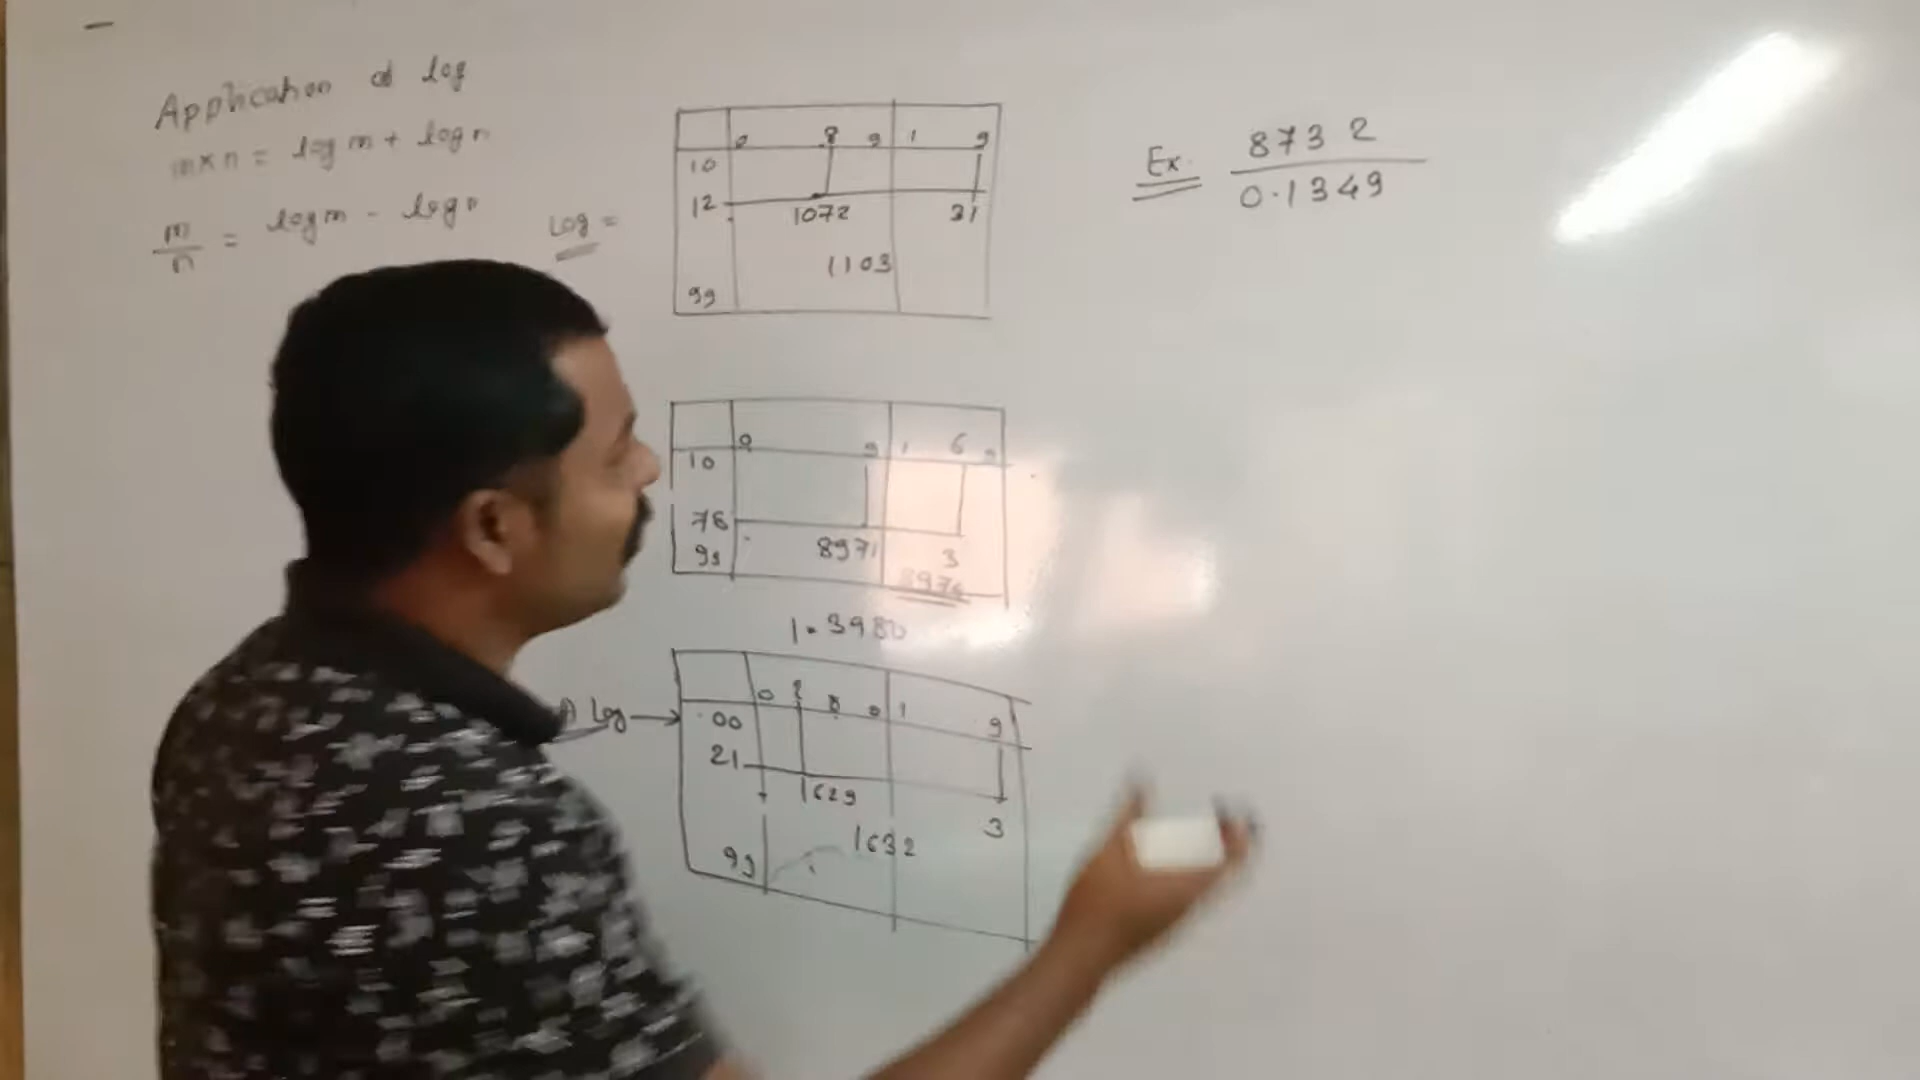 Application of log
m×n = log m + log n
m/n = log m - log n
Log =
0 8 9 1 9
10
12 1072 31
1103
99
0 9 1 6 9
10
76
8971 3
99
8974
1.3980
A log →
0 2 8 9 1 9
.00
21
1629 3
1632
99
Ex. 8732
0.1349